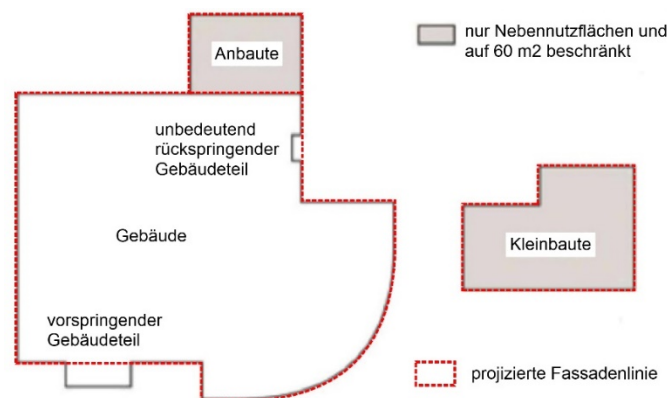 nur Nebennutzflächen und
auf 60 m2 beschränkt
Anbaute
unbedeutend
rückspringender
Gebäudeteil
Gebäude
Kleinbaute
vorspringender
Gebäudeteil
projizierte Fassadenlinie